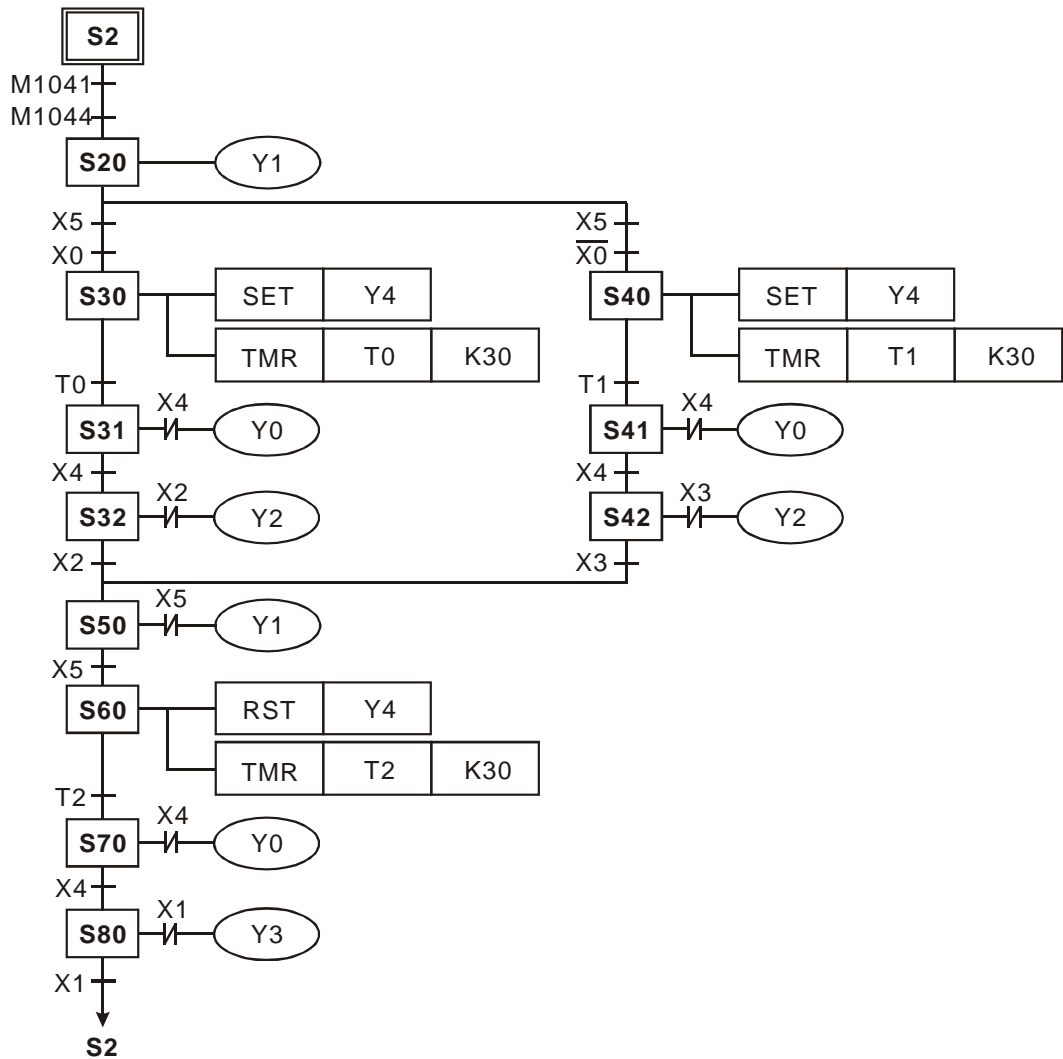 S2
M1041
M1044
S20 Y1
X5 X5
X0 X̅0̅
S30 SET Y4 S40 SET Y4
TMR T0 K30 TMR T1 K30
T0 T1
X4 X4
S31 Y0 S41 Y0
X4 X4
X2 X3
S32 Y2 S42 Y2
X2 X3
X5
S50 Y1
X5
S60 RST Y4
TMR T2 K30
T2
X4
S70 Y0
X4
X1
S80 Y3
X1
S2